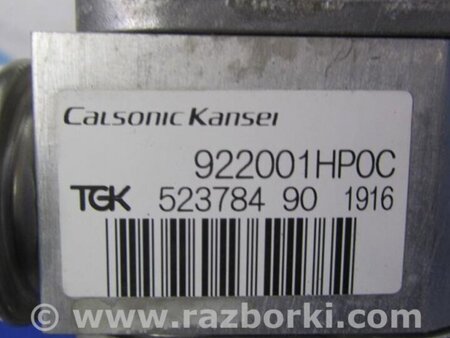 CALSONIC KANSEI
922001HP0C
TGK 523784 90 1916
© www.razborki.com